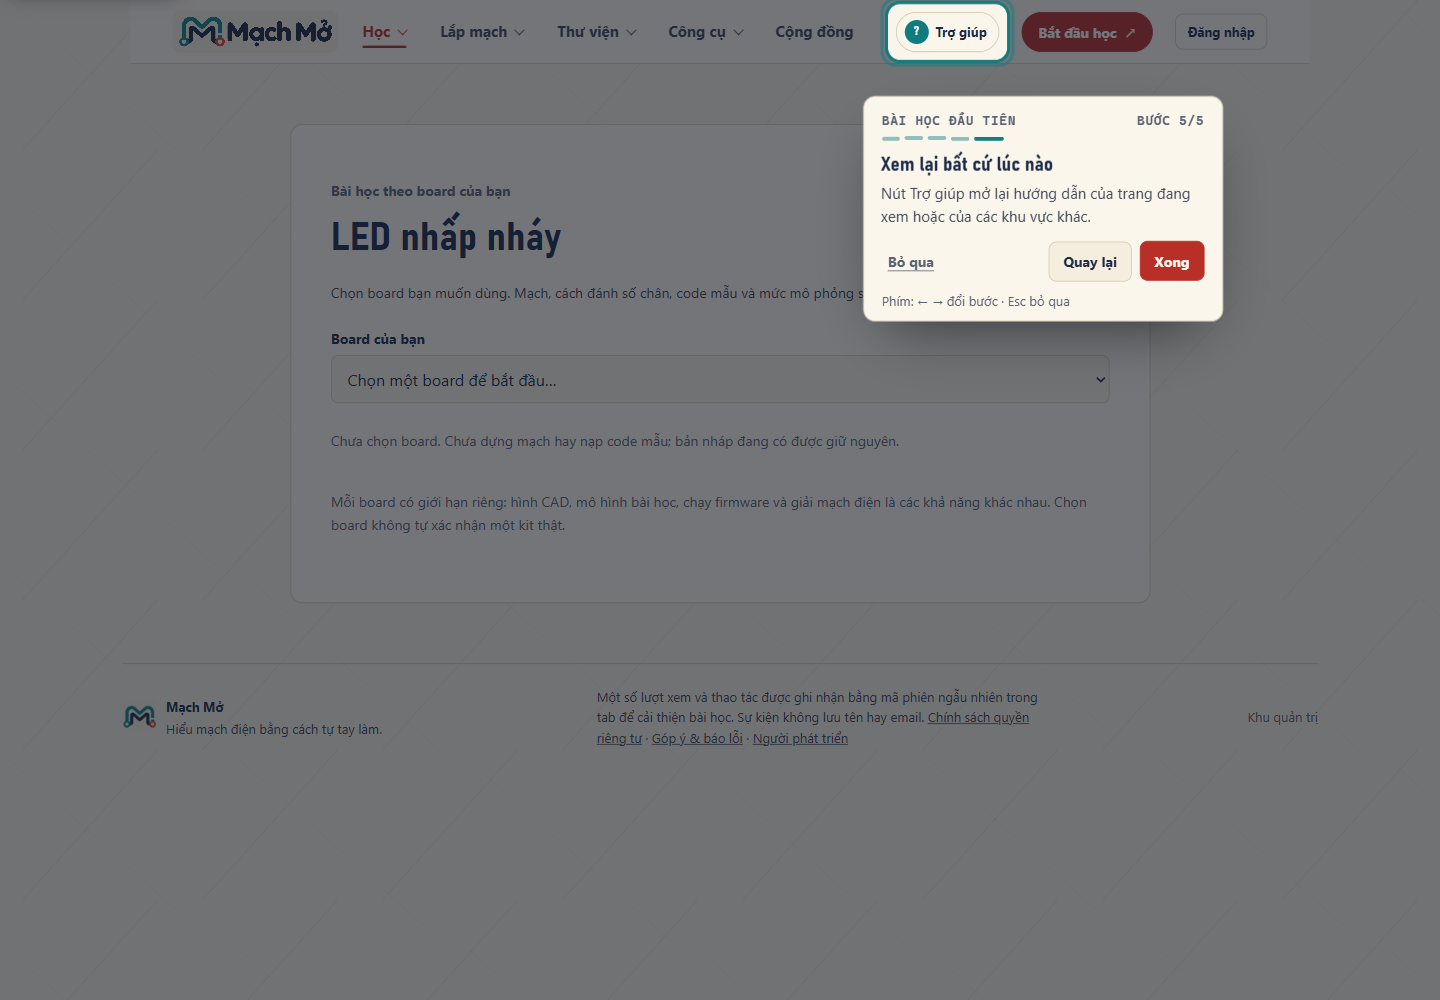 Mạch Mở
Học
Lắp mạch
Thư viện
Công cụ
Cộng đồng
? Trợ giúp
Bắt đầu học ↗
Đăng nhập
BÀI HỌC ĐẦU TIÊN
BƯỚC 5/5
Xem lại bất cứ lúc nào
Nút Trợ giúp mở lại hướng dẫn của trang đang
xem hoặc của các khu vực khác.
Bỏ qua
Quay lại
Xong
Phím: ← → đổi bước · Esc bỏ qua
Bài học theo board của bạn
LED nhấp nháy
Chọn board bạn muốn dùng. Mạch, cách đánh số chân, code mẫu và mức mô phỏng
Board của bạn
Chọn một board để bắt đầu...
Chưa chọn board. Chưa dựng mạch hay nạp code mẫu; bản nháp đang có được giữ nguyên.
Mỗi board có giới hạn riêng: hình CAD, mô hình bài học, chạy firmware và giải mạch điện là các khả năng khác nhau. Chọn
board không tự xác nhận một kit thật.
Mạch Mở
Hiểu mạch điện bằng cách tự tay làm.
Một số lượt xem và thao tác được ghi nhận bằng mã phiên ngẫu nhiên trong
tab để cải thiện bài học. Sự kiện không lưu tên hay email. Chính sách quyền
riêng tư · Góp ý & báo lỗi · Người phát triển
Khu quản trị